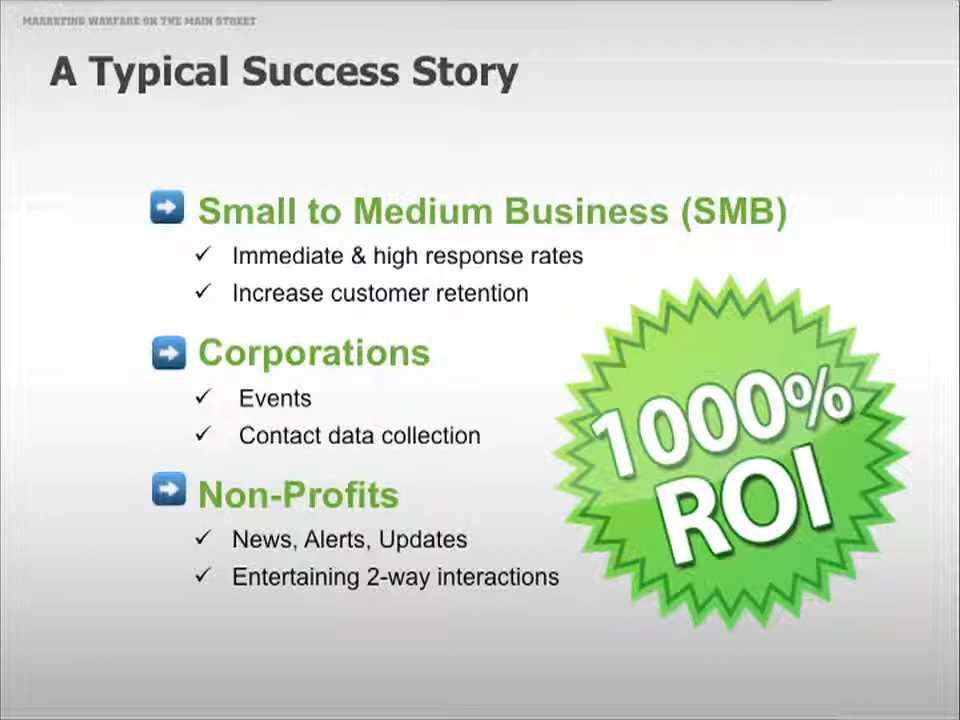 MARKETING WARFARE ON THE MAIN STREET
A Typical Success Story
Small to Medium Business (SMB)
✓ Immediate & high response rates
✓ Increase customer retention
Corporations
✓ Events
✓ Contact data collection
Non-Profits
✓ News, Alerts, Updates
✓ Entertaining 2-way interactions
1000%
ROI